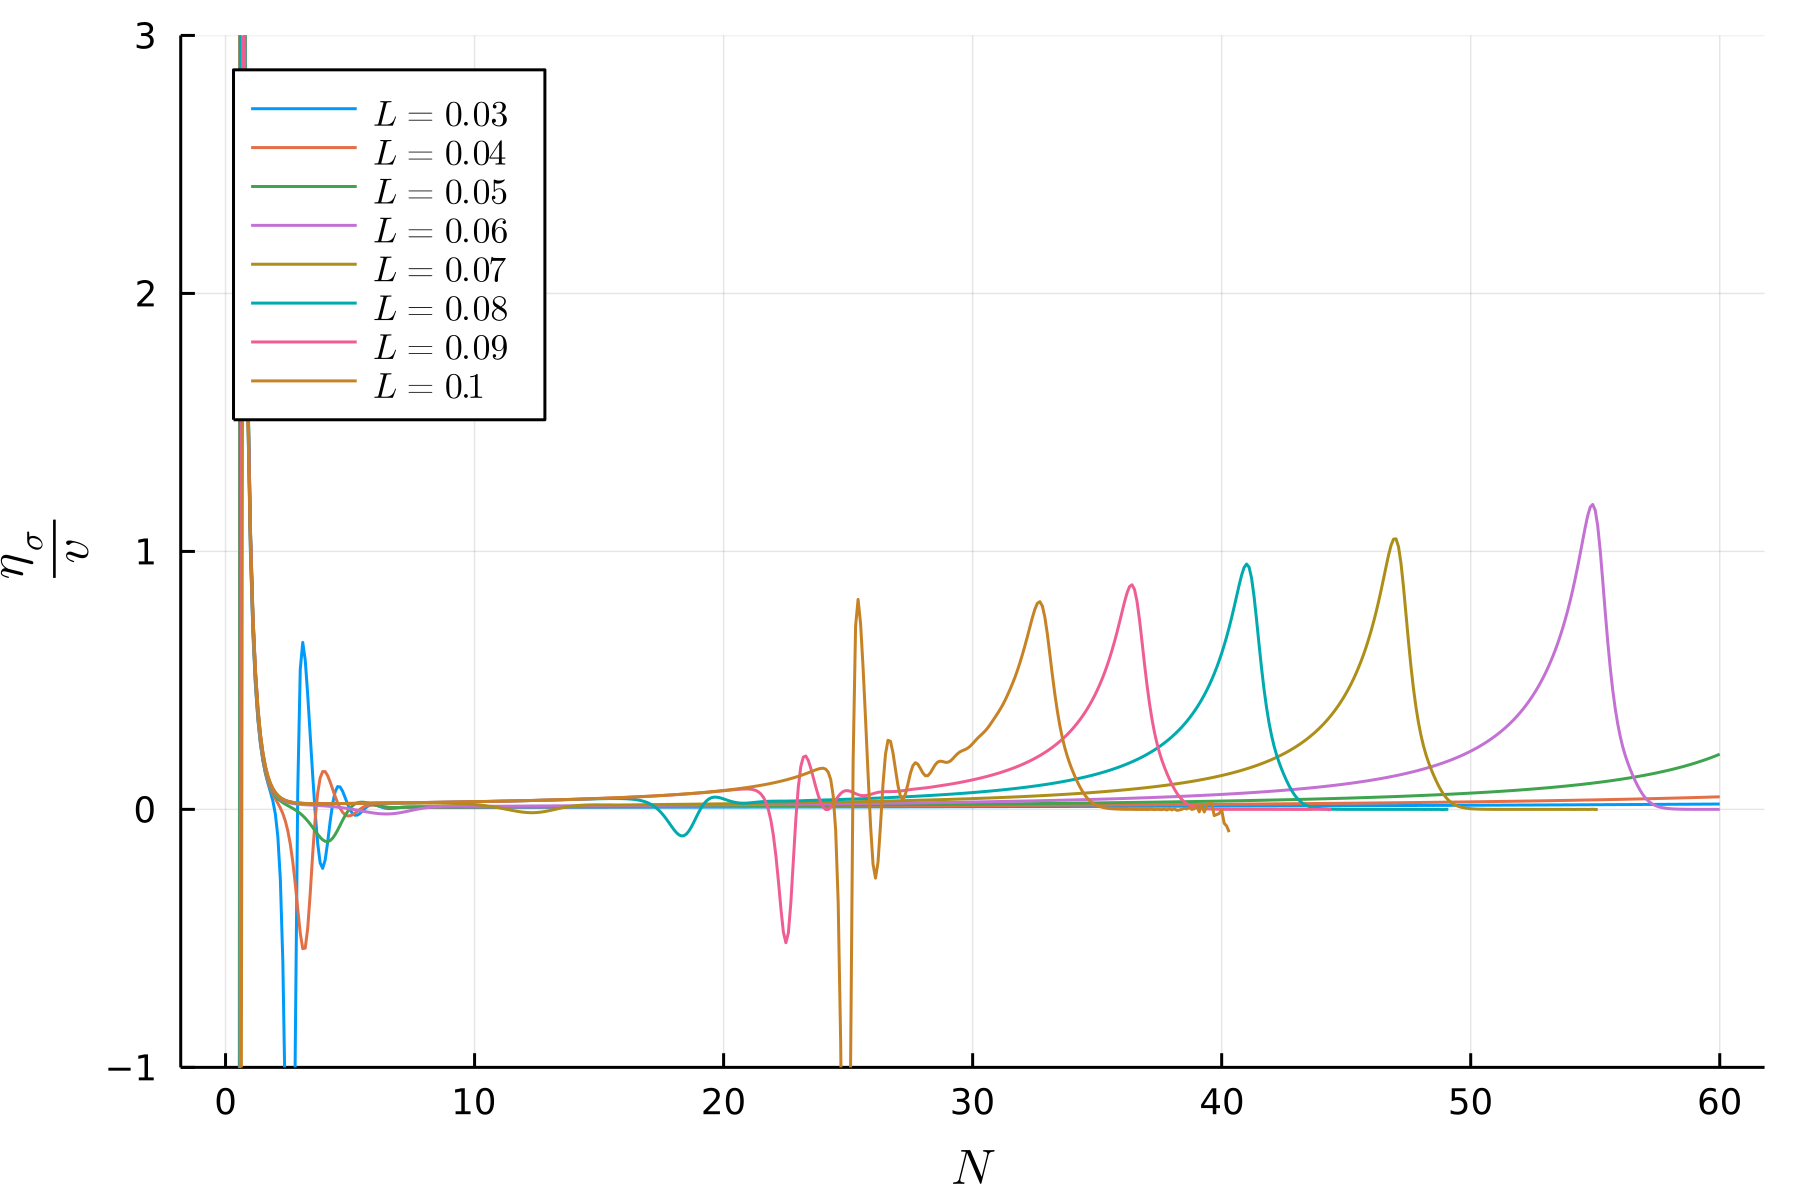 3
2
1
0
−1
η_σ / v
L = 0.03
L = 0.04
L = 0.05
L = 0.06
L = 0.07
L = 0.08
L = 0.09
L = 0.1
0 10 20 30 40 50 60
N